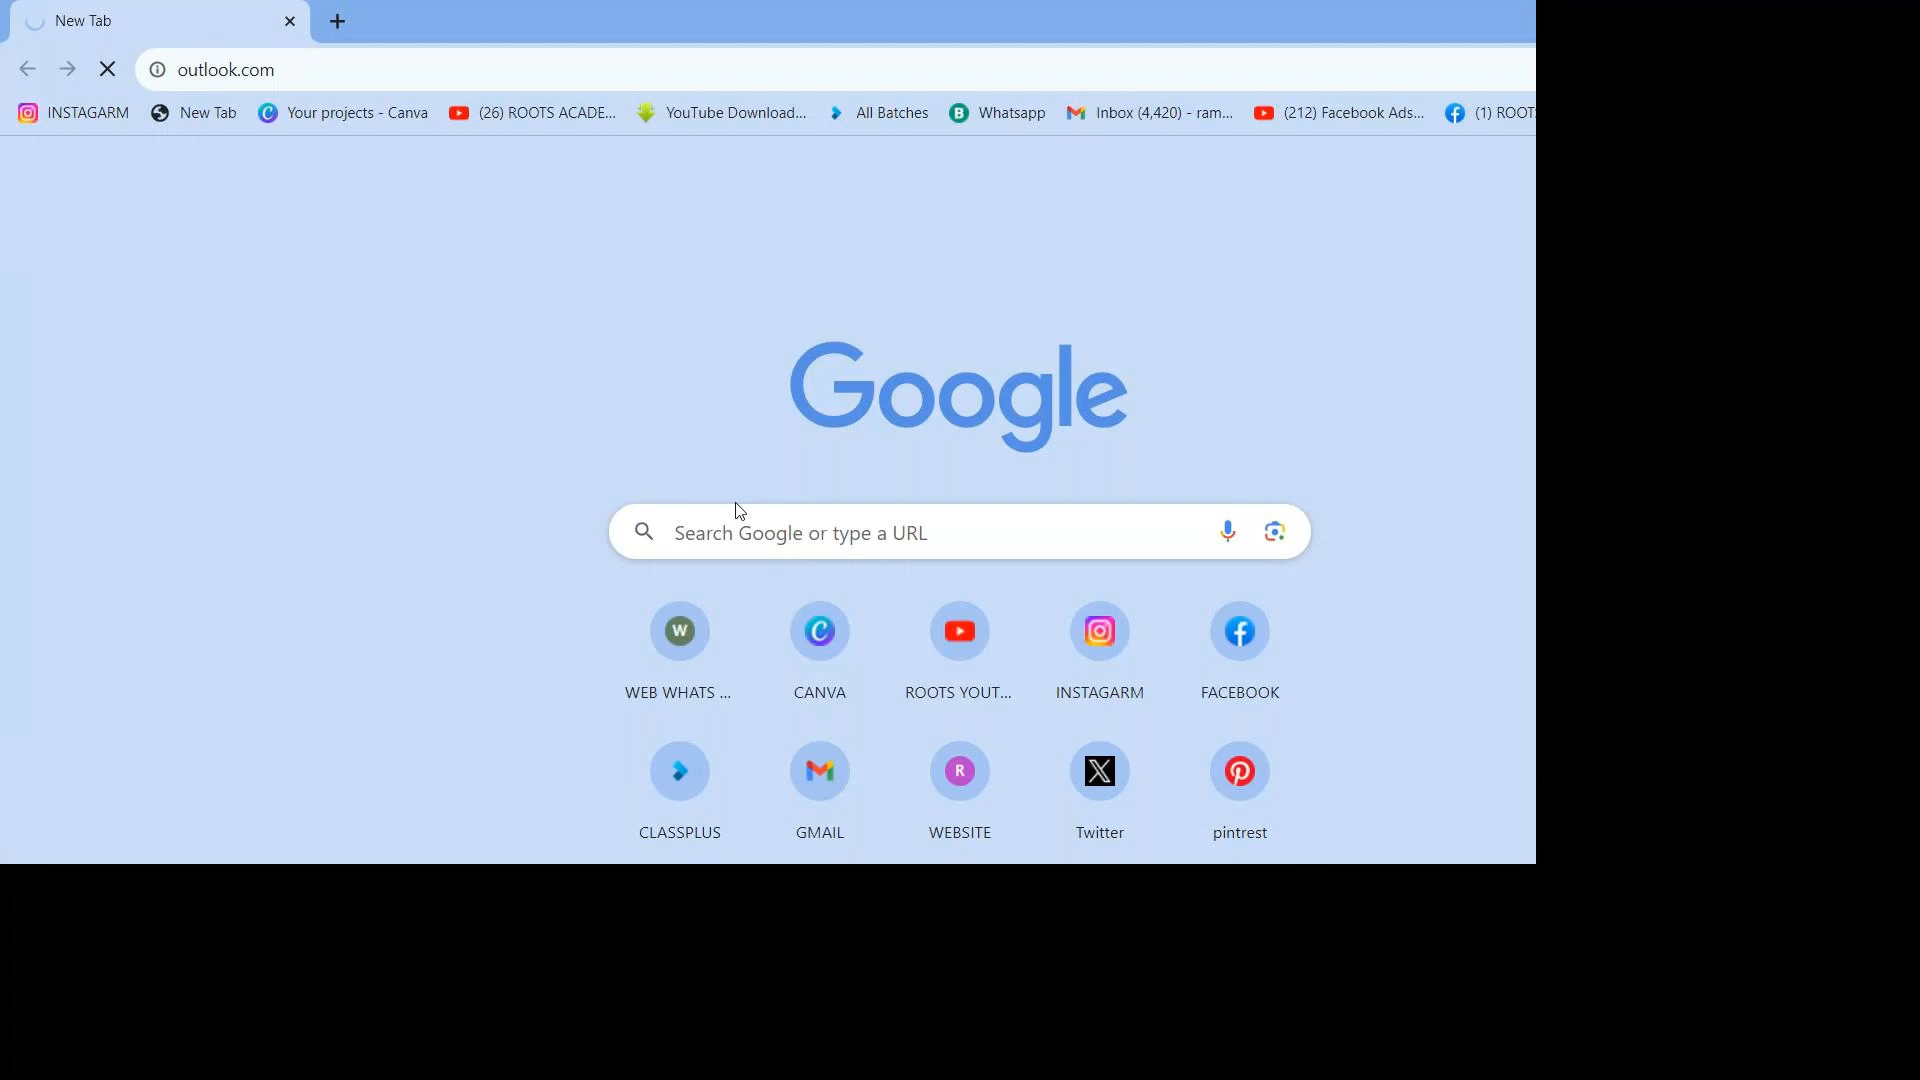 New Tab
outlook.com
INSTAGARM New Tab Your projects - Canva (26) ROOTS ACADE... YouTube Download... All Batches B Whatsapp Inbox (4,420) - ram... (212) Facebook Ads... (1) ROOT
Google
Search Google or type a URL
W
WEB WHATS ... CANVA ROOTS YOUT... INSTAGARM FACEBOOK
R
CLASSPLUS GMAIL WEBSITE Twitter pintrest